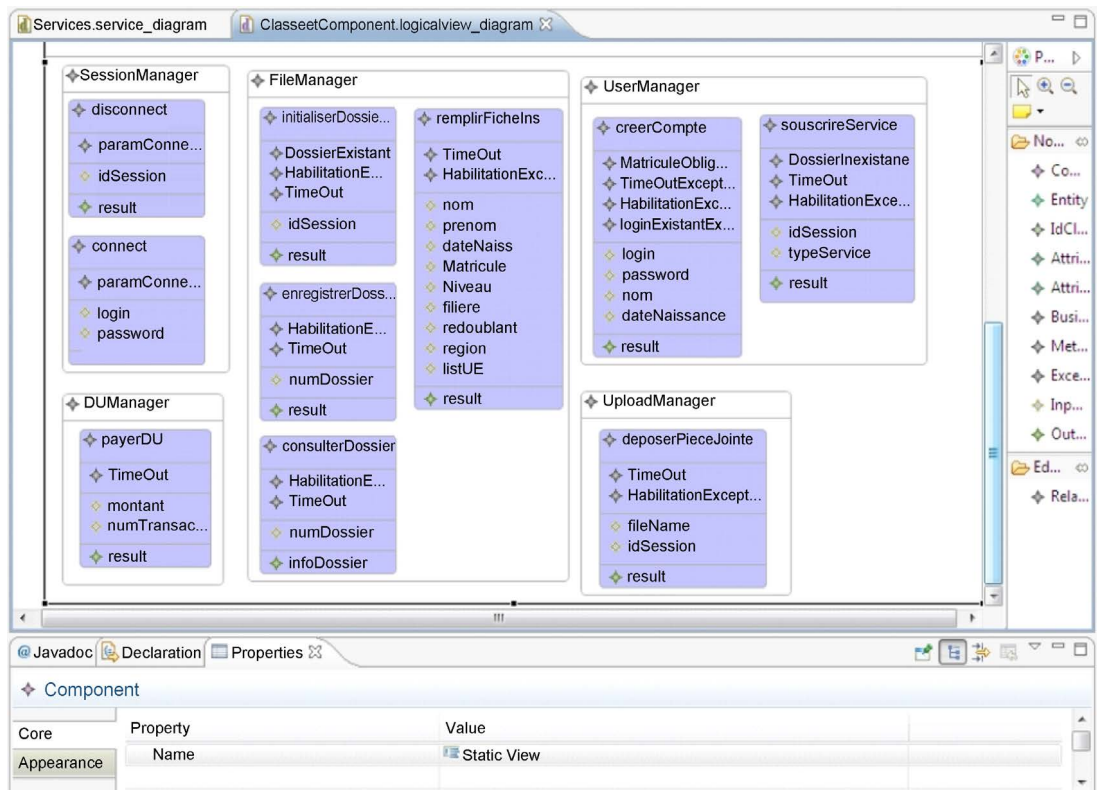 Services.service_diagram
ClasseetComponent.logicalview_diagram
SessionManager
disconnect
paramConne...
idSession
result
connect
paramConne...
login
password
DUManager
payerDU
TimeOut
montant
numTransac...
result
FileManager
initialiserDossie...
DossierExistant
HabilitationE...
TimeOut
idSession
result
enregistrerDoss...
HabilitationE...
TimeOut
numDossier
result
consulterDossier
HabilitationE...
TimeOut
numDossier
infoDossier
remplirFicheIns
TimeOut
HabilitationExc...
nom
prenom
dateNaiss
Matricule
Niveau
filiere
redoublant
region
listUE
result
UserManager
creerCompte
MatriculeOblig...
TimeOutExcept...
HabilitationExc...
loginExistantEx...
login
password
nom
dateNaissance
result
souscrireService
DossierInexistane
TimeOut
HabilitationExce...
idSession
typeService
result
UploadManager
deposerPieceJointe
TimeOut
HabilitationExcept...
fileName
idSession
result
P...
No...
Co...
Entity
IdCl...
Attri...
Attri...
Busi...
Met...
Exce...
Inp...
Out...
Ed...
Rela...
@ Javadoc Declaration Properties
Component
Core
Appearance
Property Value
Name Static View